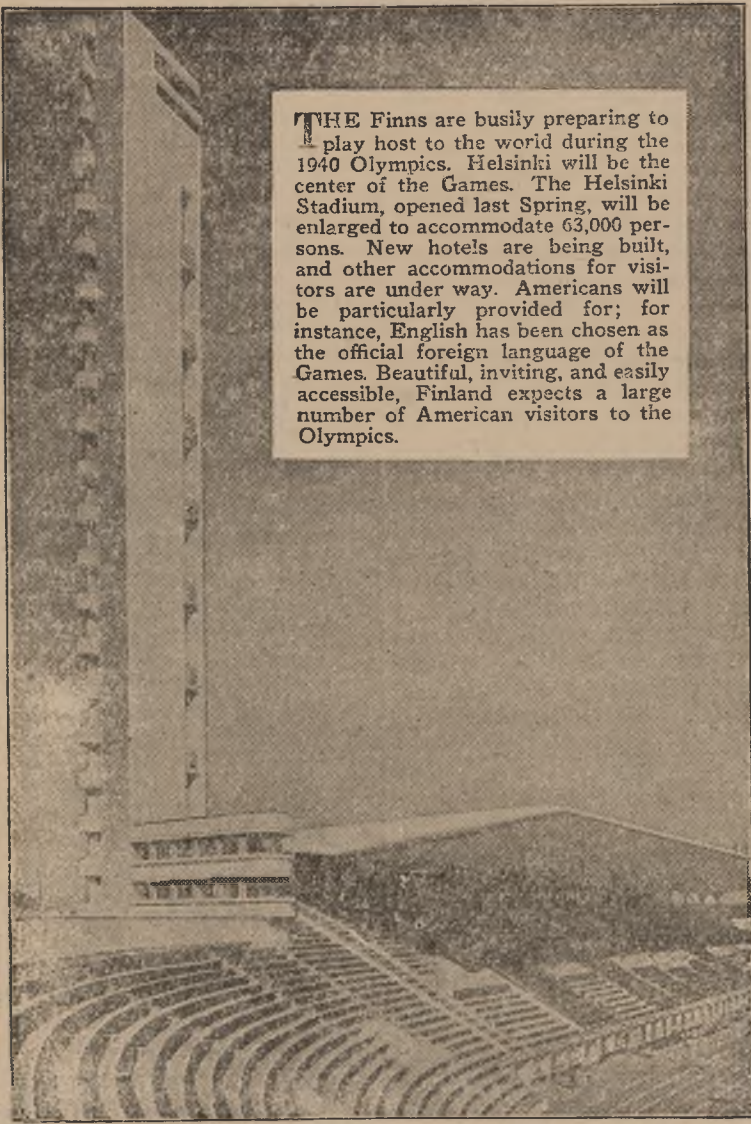 THE Finns are busily preparing to
play host to the world during the
1940 Olympics. Helsinki will be the
center of the Games. The Helsinki
Stadium, opened last Spring, will be
enlarged to accommodate 63,000 per-
sons. New hotels are being built,
and other accommodations for visi-
tors are under way. Americans will
be particularly provided for; for
instance, English has been chosen as
the official foreign language of the
Games. Beautiful, inviting, and easily
accessible, Finland expects a large
number of American visitors to the
Olympics.